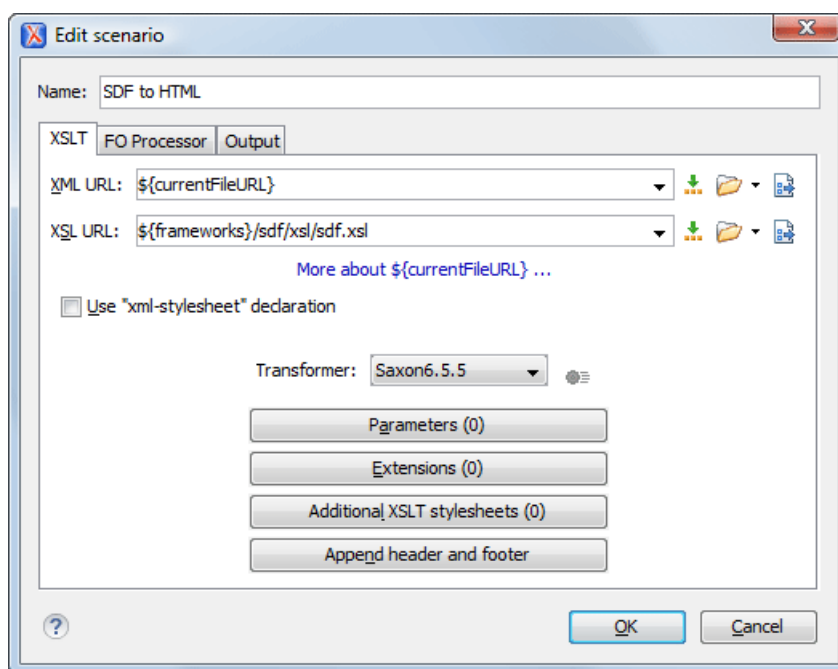 Edit scenario
Name: SDF to HTML
XSLT FO Processor Output
XML URL: ${currentFileURL}
XSL URL: ${frameworks}/sdf/xsl/sdf.xsl
More about ${currentFileURL} ...
Use "xml-stylesheet" declaration
Transformer: Saxon6.5.5
Parameters (0)
Extensions (0)
Additional XSLT stylesheets (0)
Append header and footer
? OK Cancel